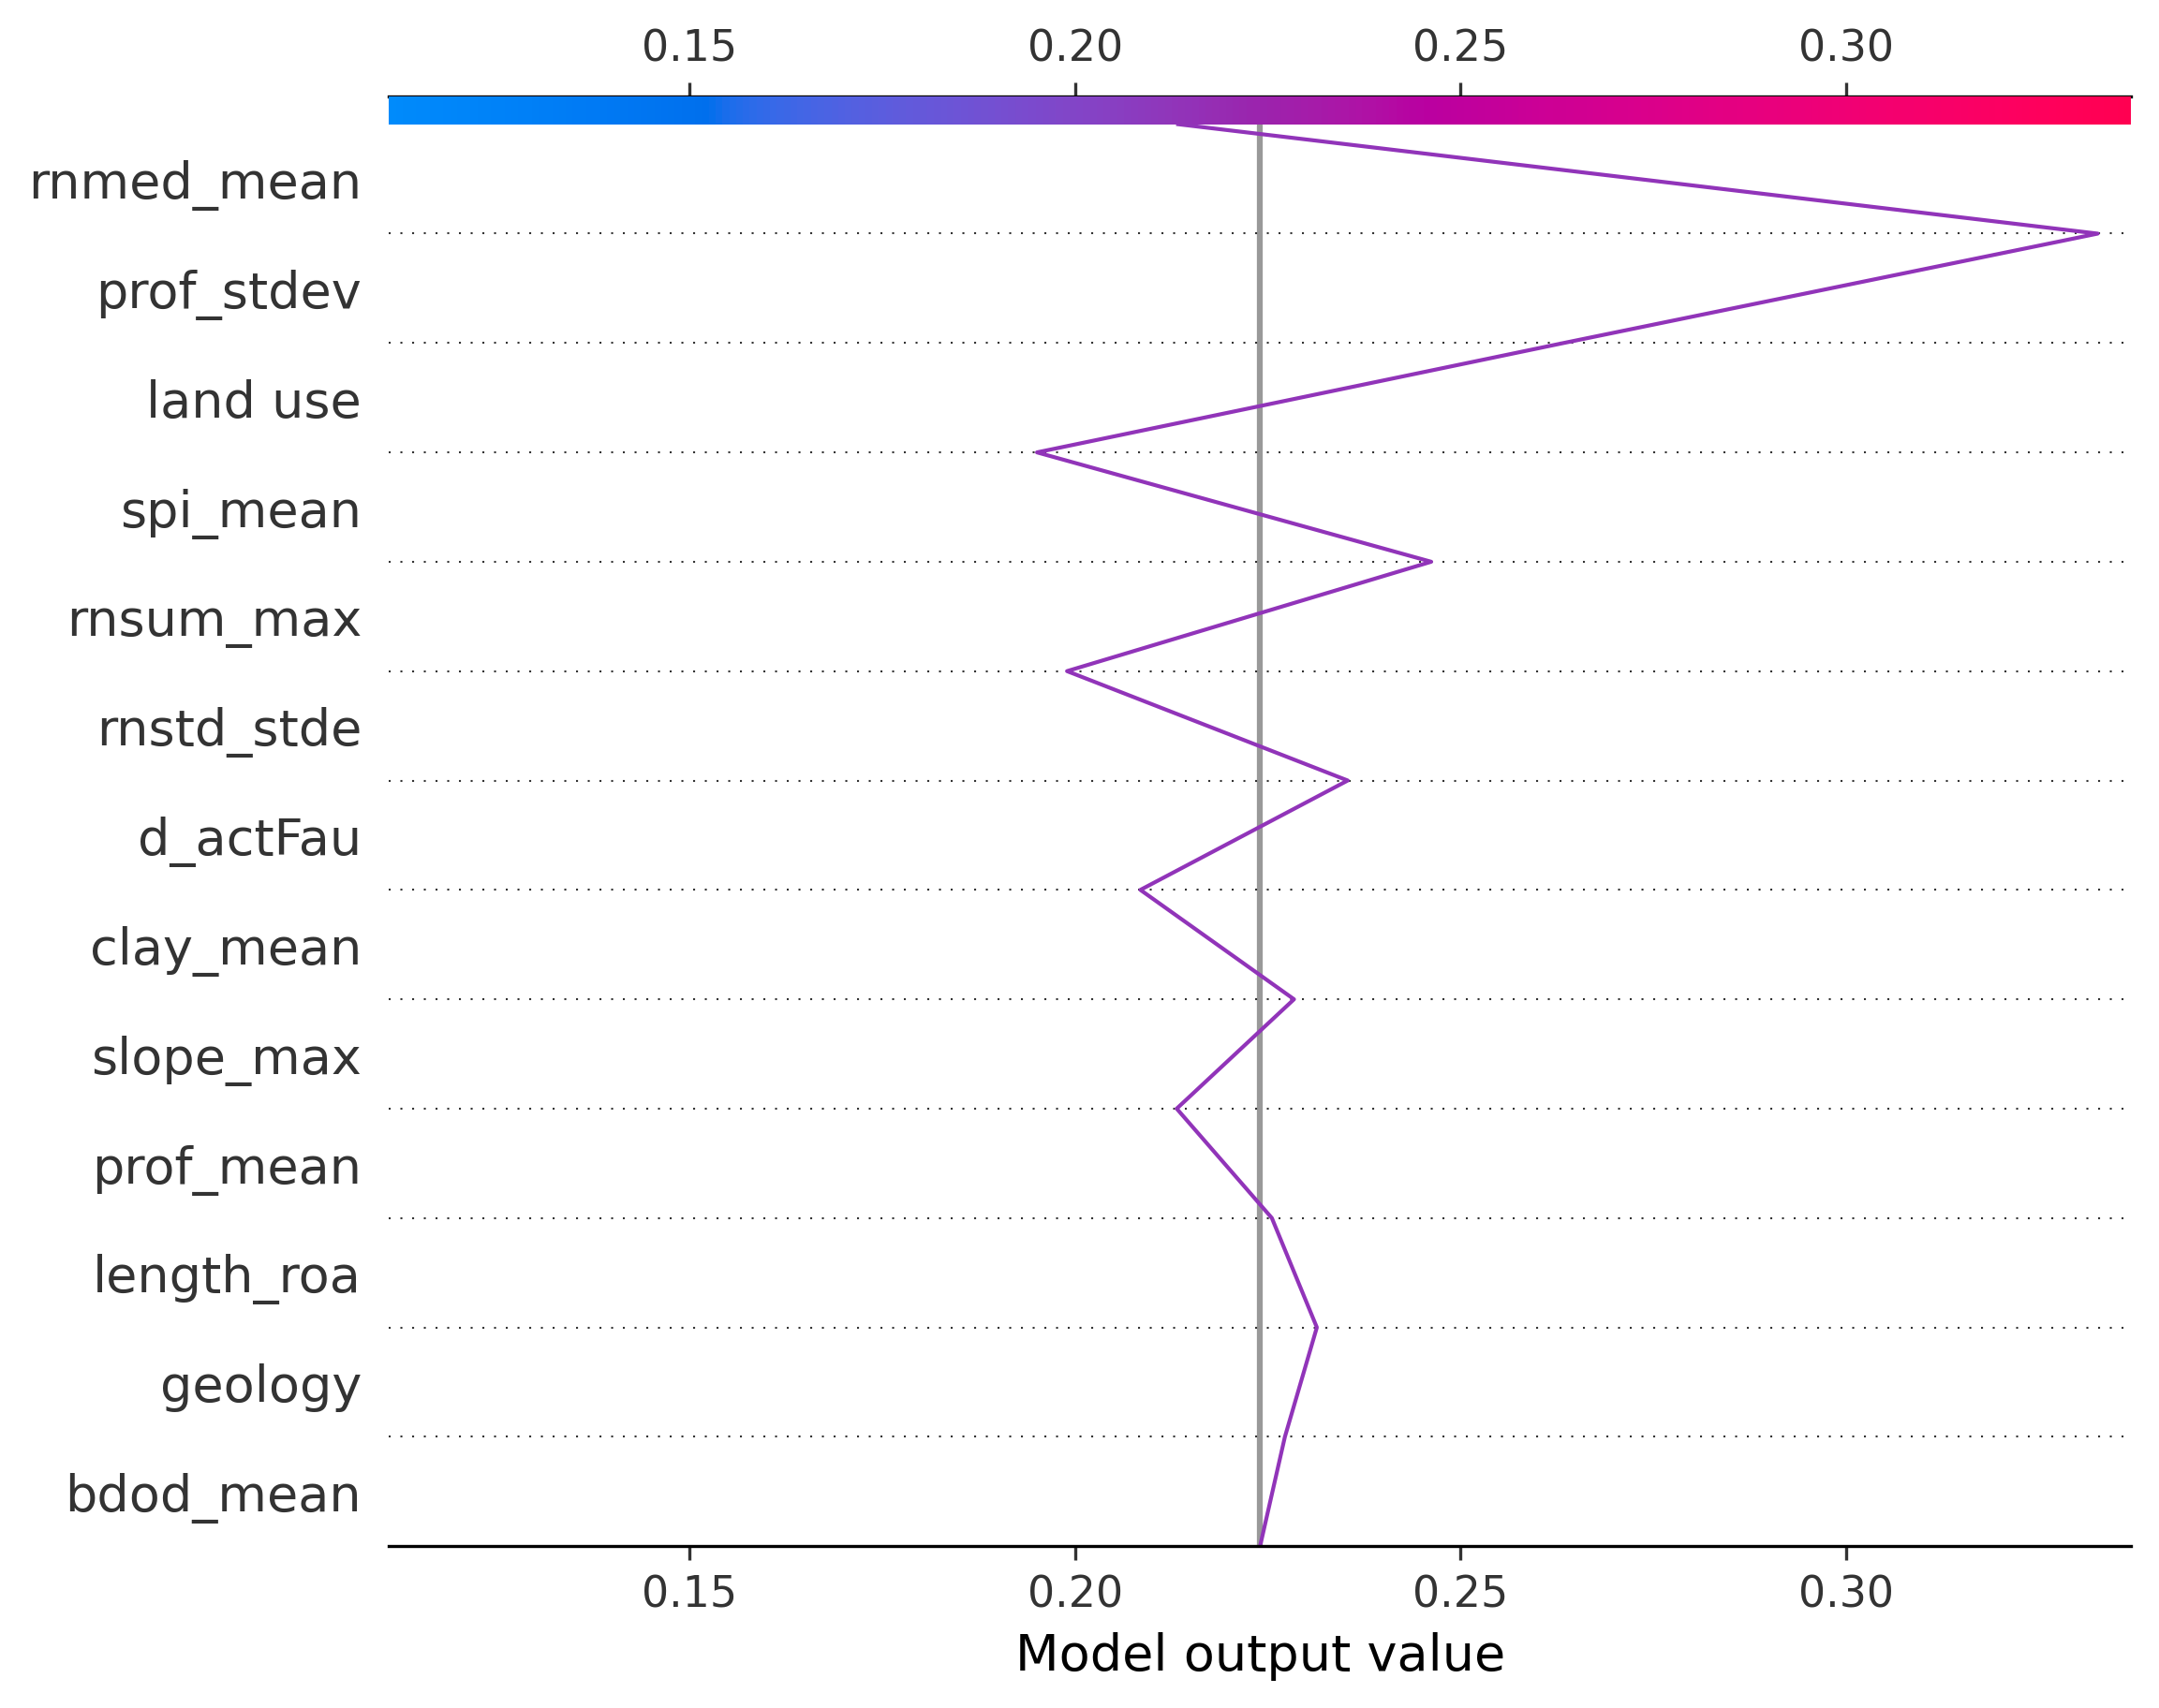 0.15 0.20 0.25 0.30
rnmed_mean
prof_stdev
land use
spi_mean
rnsum_max
rnstd_stde
d_actFau
clay_mean
slope_max
prof_mean
length_roa
geology
bdod_mean
0.15 0.20 0.25 0.30
Model output value